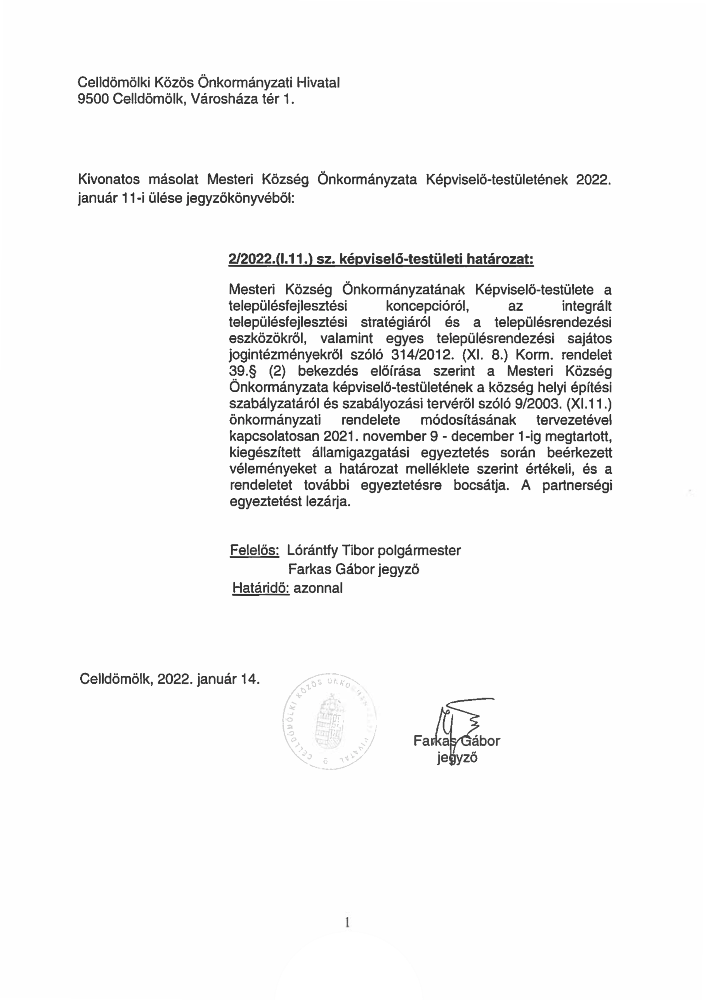 Celldömölki Közös Önkormányzati Hivatal
9500 Celldömölk, Városháza tér 1.
Kivonatos másolat Mesteri Község Önkormányzata Képviselő-testületének 2022.
január 11-i ülése jegyzőkönyvéből:
2/2022.(I.11.) sz. képviselő-testületi határozat:
Mesteri Község Önkormányzatának Képviselő-testülete a
településfejlesztési koncepcióról, az integrált
településfejlesztési stratégiáról és a településrendezési
eszközökről, valamint egyes településrendezési sajátos
jogintézményekről szóló 314/2012. (XI. 8.) Korm. rendelet
39.§ (2) bekezdés előírása szerint a Mesteri Község
Önkormányzata képviselő-testületének a község helyi építési
szabályzatáról és szabályozási tervéről szóló 9/2003. (XI.11.)
önkormányzati rendelete módosításának tervezetével
kapcsolatosan 2021. november 9 - december 1-ig megtartott,
kiegészített államigazgatási egyeztetés során beérkezett
véleményeket a határozat melléklete szerint értékeli, és a
rendeletet további egyeztetésre bocsátja. A partnerségi
egyeztetést lezárja.
Felelős: Lórántfy Tibor polgármester
Farkas Gábor jegyző
Határidő: azonnal
Celldömölk, 2022. január 14.
CELLDÖMÖLKI KÖZÖS HIVATAL
Farkas Gábor
jegyző
1